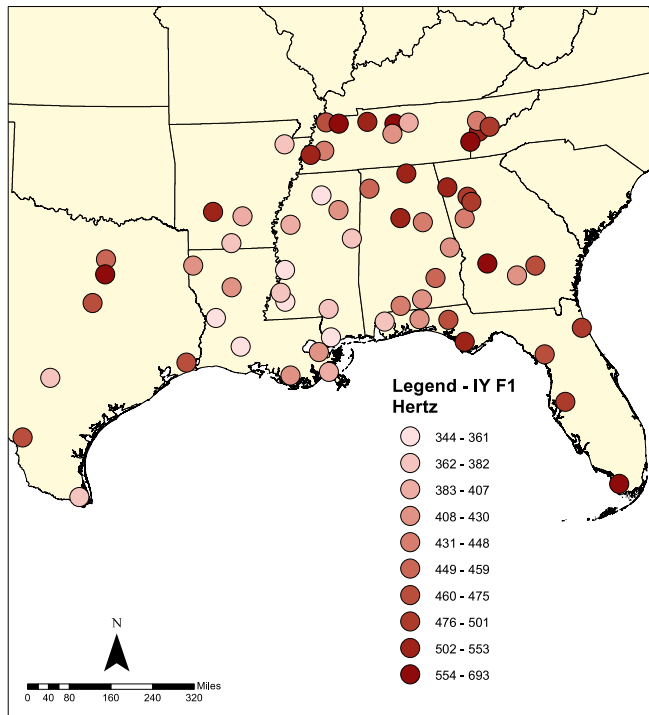 Legend - IY F1
Hertz
344 - 361
362 - 382
383 - 407
408 - 430
431 - 448
449 - 459
460 - 475
476 - 501
502 - 553
554 - 693
N
Miles
0 40 80 160 240 320